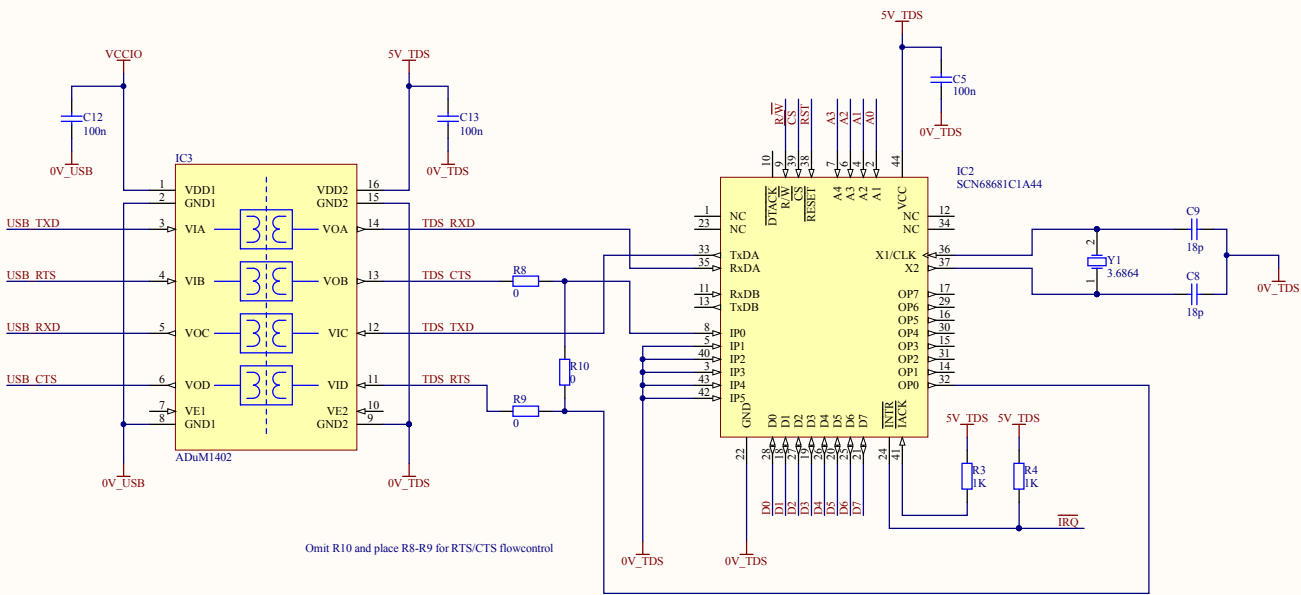 VCCIO
C12
100n
0V_USB
5V_TDS
C13
100n
0V_TDS
IC3
1 VDD1 VDD2 16
2 GND1 GND2 15
USB_TXD 3 VIA VOA 14 TDS_RXD
USB_RTS 4 VIB VOB 13 TDS_CTS
USB_RXD 5 VOC VIC 12 TDS_TXD
USB_CTS 6 VOD VID 11 TDS_RTS
7 VE1 VE2 10
8 GND1 GND2 9
ADuM1402
0V_USB
0V_TDS
R8
0
R10
0
R9
0
Omit R10 and place R8-R9 for RTS/CTS flowcontrol
5V_TDS
C5
100n
0V_TDS
R/W
CS
RST
A3
A2
A1
A0
10
9
39
38
7
6
4
2
44
IC2
SCN68681C1A44
DTACK
R/W
CS
RESET
A4
A3
A2
A1
VCC
1 NC NC 12
23 NC NC 34
33 TxDA X1/CLK 36
35 RxDA X2 37
11 RxDB OP7 17
13 TxDB OP6 29
OP5 16
8 IP0 OP4 30
5 IP1 OP3 15
40 IP2 OP2 31
3 IP3 OP1 14
43 IP4 OP0 32
42 IP5
GND
D0
D1
D2
D3
D4
D5
D6
D7
INTR
IACK
22
28
18
27
19
26
20
25
21
24
41
D0
D1
D2
D3
D4
D5
D6
D7
0V_TDS
0V_TDS
C9
18p
2
Y1
3.6864
1
C8
18p
0V_TDS
5V_TDS
5V_TDS
R3
1K
R4
1K
IRQ